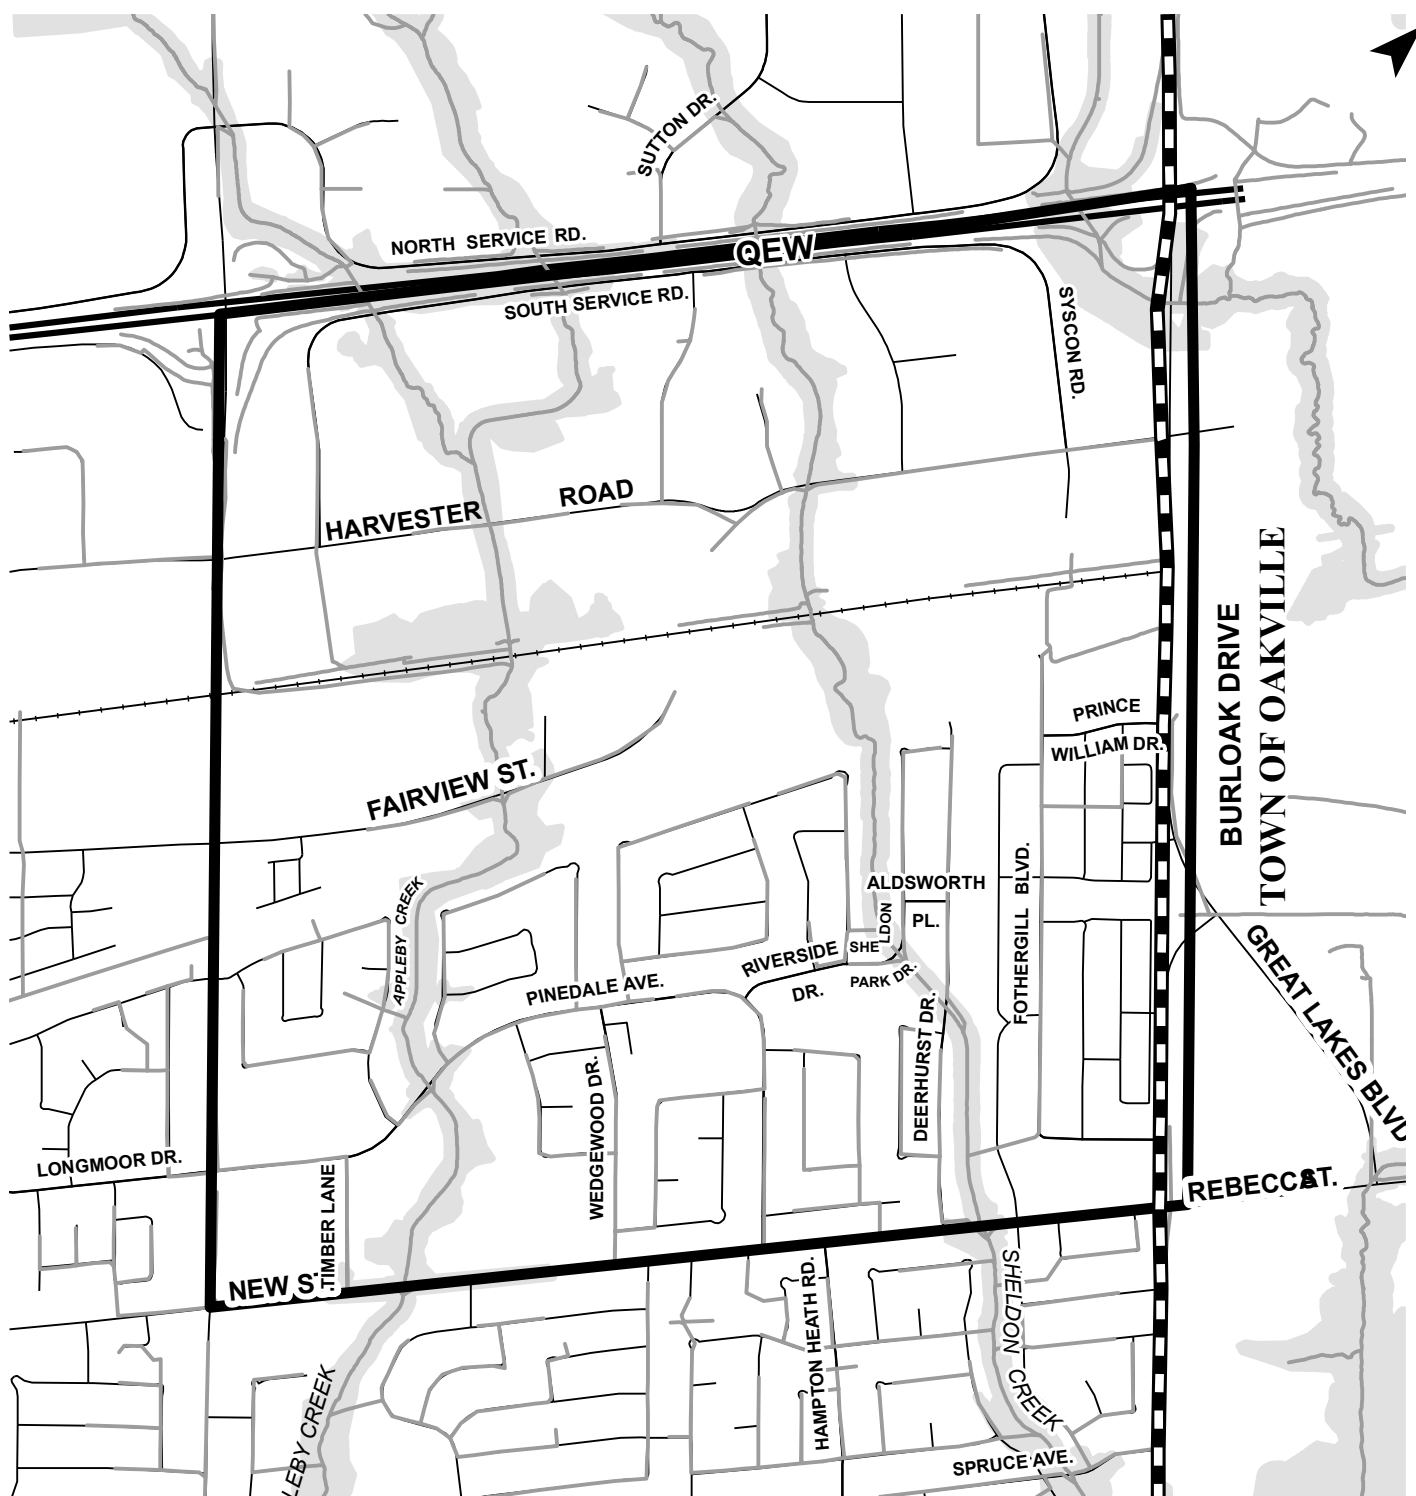 SUTTON DR.
NORTH SERVICE RD.
QEW
SOUTH SERVICE RD.
SYSCON RD.
HARVESTER ROAD
BURLOAK DRIVE
TOWN OF OAKVILLE
PRINCE
WILLIAM DR.
FAIRVIEW ST.
APPLEBY CREEK
ALDSWORTH
PL.
FOTHERGILL BLVD.
SHELDON
PARK DR.
RIVERSIDE
DR.
PINEDALE AVE.
GREAT LAKES BLVD
DEERHURST DR.
WEDGEWOOD DR.
LONGMOOR DR.
TIMBER LANE
REBECCA ST.
NEW ST.
HAMPTON HEATH RD.
SHELDON CREEK
LEBY CREEK
SPRUCE AVE.